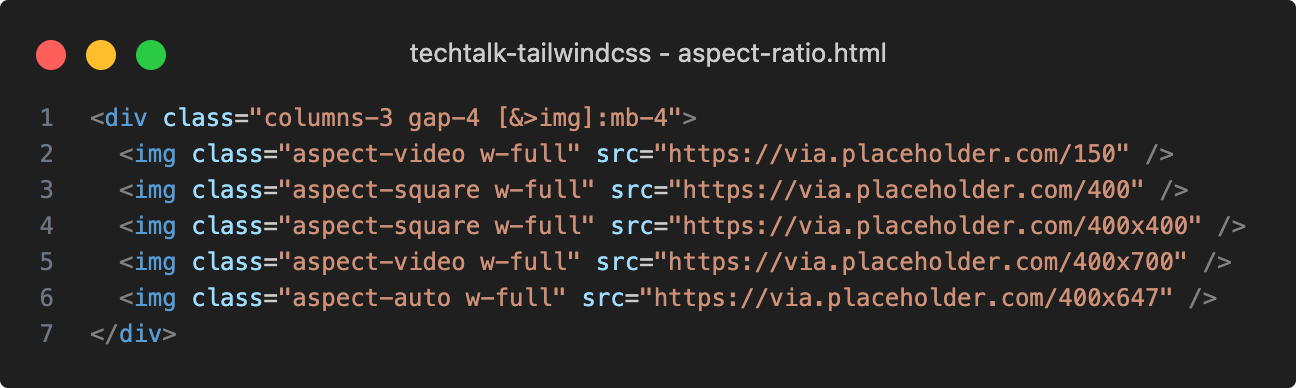 techtalk-tailwindcss - aspect-ratio.html
1 <div class="columns-3 gap-4 [&>img]:mb-4">
2   <img class="aspect-video w-full" src="https://via.placeholder.com/150" />
3   <img class="aspect-square w-full" src="https://via.placeholder.com/400" />
4   <img class="aspect-square w-full" src="https://via.placeholder.com/400x400" />
5   <img class="aspect-video w-full" src="https://via.placeholder.com/400x700" />
6   <img class="aspect-auto w-full" src="https://via.placeholder.com/400x647" />
7 </div>